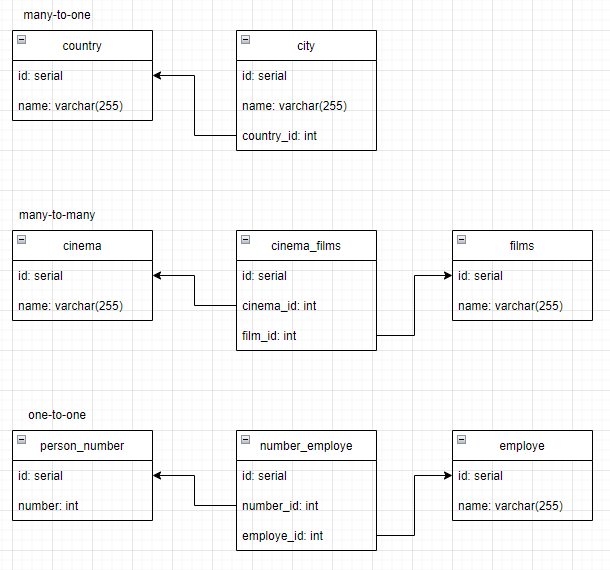 many-to-one
country
city
id: serial
id: serial
name: varchar(255)
name: varchar(255)
country_id: int
many-to-many
cinema
cinema_films
films
id: serial
id: serial
id: serial
name: varchar(255)
cinema_id: int
name: varchar(255)
film_id: int
one-to-one
person_number
number_employe
employe
id: serial
id: serial
id: serial
number: int
number_id: int
name: varchar(255)
employe_id: int